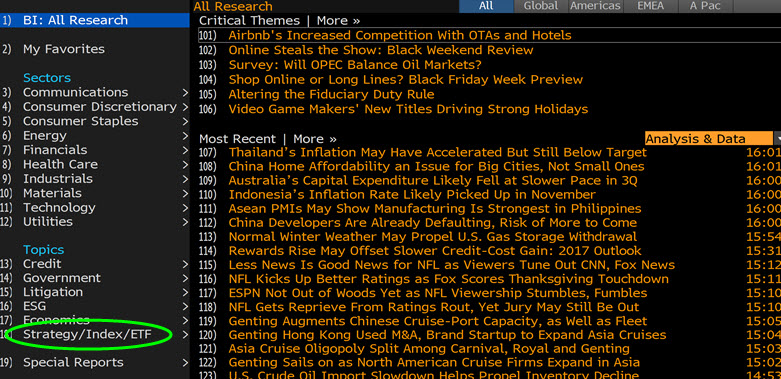 1) BI: All Research
2) My Favorites
Sectors
3) Communications >
4) Consumer Discretionary >
5) Consumer Staples >
6) Energy >
7) Financials >
8) Health Care >
9) Industrials >
10) Materials >
11) Technology >
12) Utilities >
Topics
13) Credit >
14) Government >
15) Litigation >
16) ESG >
17) Economics >
18) Strategy/Index/ETF >
19) Special Reports >
All Research
All Global Americas EMEA A Pac
Critical Themes | More »
101) Airbnb's Increased Competition With OTAs and Hotels
102) Online Steals the Show: Black Weekend Review
103) Survey: Will OPEC Balance Oil Markets?
104) Shop Online or Long Lines? Black Friday Week Preview
105) Altering the Fiduciary Duty Rule
106) Video Game Makers' New Titles Driving Strong Holidays
Most Recent | More » Analysis & Data
107) Thailand's Inflation May Have Accelerated But Still Below Target 16:01
108) China Home Affordability an Issue for Big Cities, Not Small Ones 16:01
109) Australia's Capital Expenditure Likely Fell at Slower Pace in 3Q 16:00
110) Indonesia's Inflation Rate Likely Picked Up in November 16:00
111) Asean PMIs May Show Manufacturing Is Strongest in Philippines 16:00
112) China Developers Are Already Defaulting, Risk of More to Come 16:00
113) Normal Winter Weather May Propel U.S. Gas Storage Withdrawal 15:54
114) Rewards Rise May Offset Slower Credit-Cost Gain: 2017 Outlook 15:31
115) Less News Is Good News for NFL as Viewers Tune Out CNN, Fox News 15:12
116) NFL Kicks Up Better Ratings as Fox Scores Thanksgiving Touchdown 15:11
117) ESPN Not Out of Woods Yet as NFL Viewership Stumbles, Fumbles 15:10
118) NFL Gets Reprieve From Ratings Rout, Yet Jury May Still Be Out 15:10
119) Genting Augments Chinese Cruise-Port Capacity, as Well as Fleet 15:09
120) Genting Hong Kong Used M&A, Brand Startup to Expand Asia Cruises 15:04
121) Asia Cruise Oligopoly Split Among Carnival, Royal and Genting 15:03
122) Genting Sails on as North American Cruise Firms Expand in Asia 15:02
123) U.S. Crude Oil Import Slowdown Helps Propel Inventory Decline